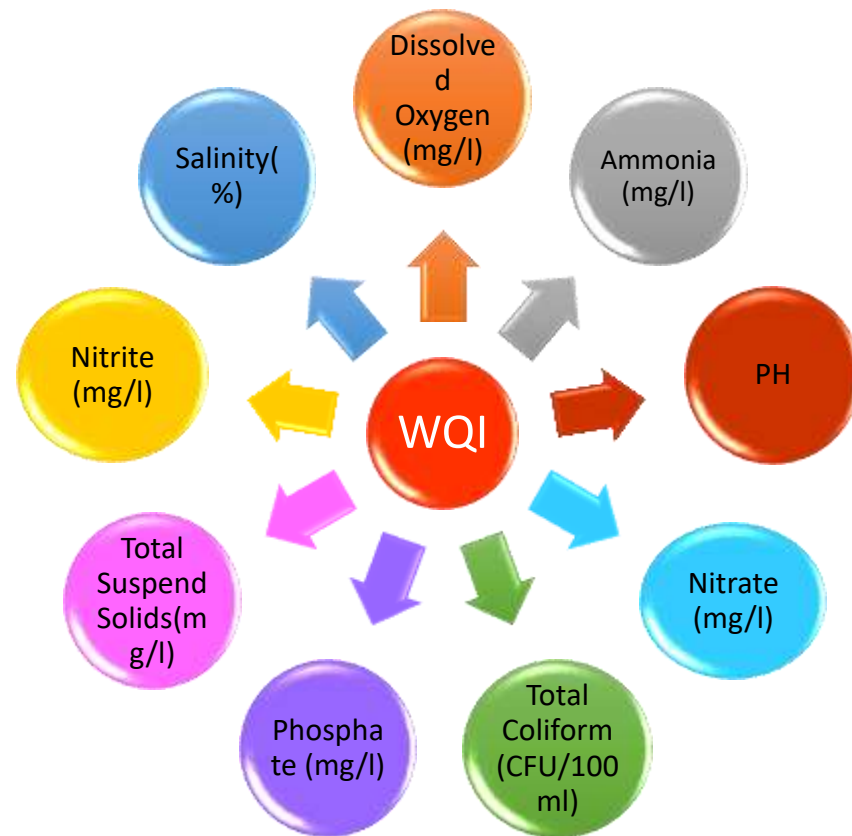 Dissolve
d
Oxygen
(mg/l)
Ammonia
(mg/l)
PH
Nitrate
(mg/l)
Total
Coliform
(CFU/100
ml)
Phospha
te (mg/l)
Total
Suspend
Solids(m
g/l)
Nitrite
(mg/l)
Salinity(
%)
WQI